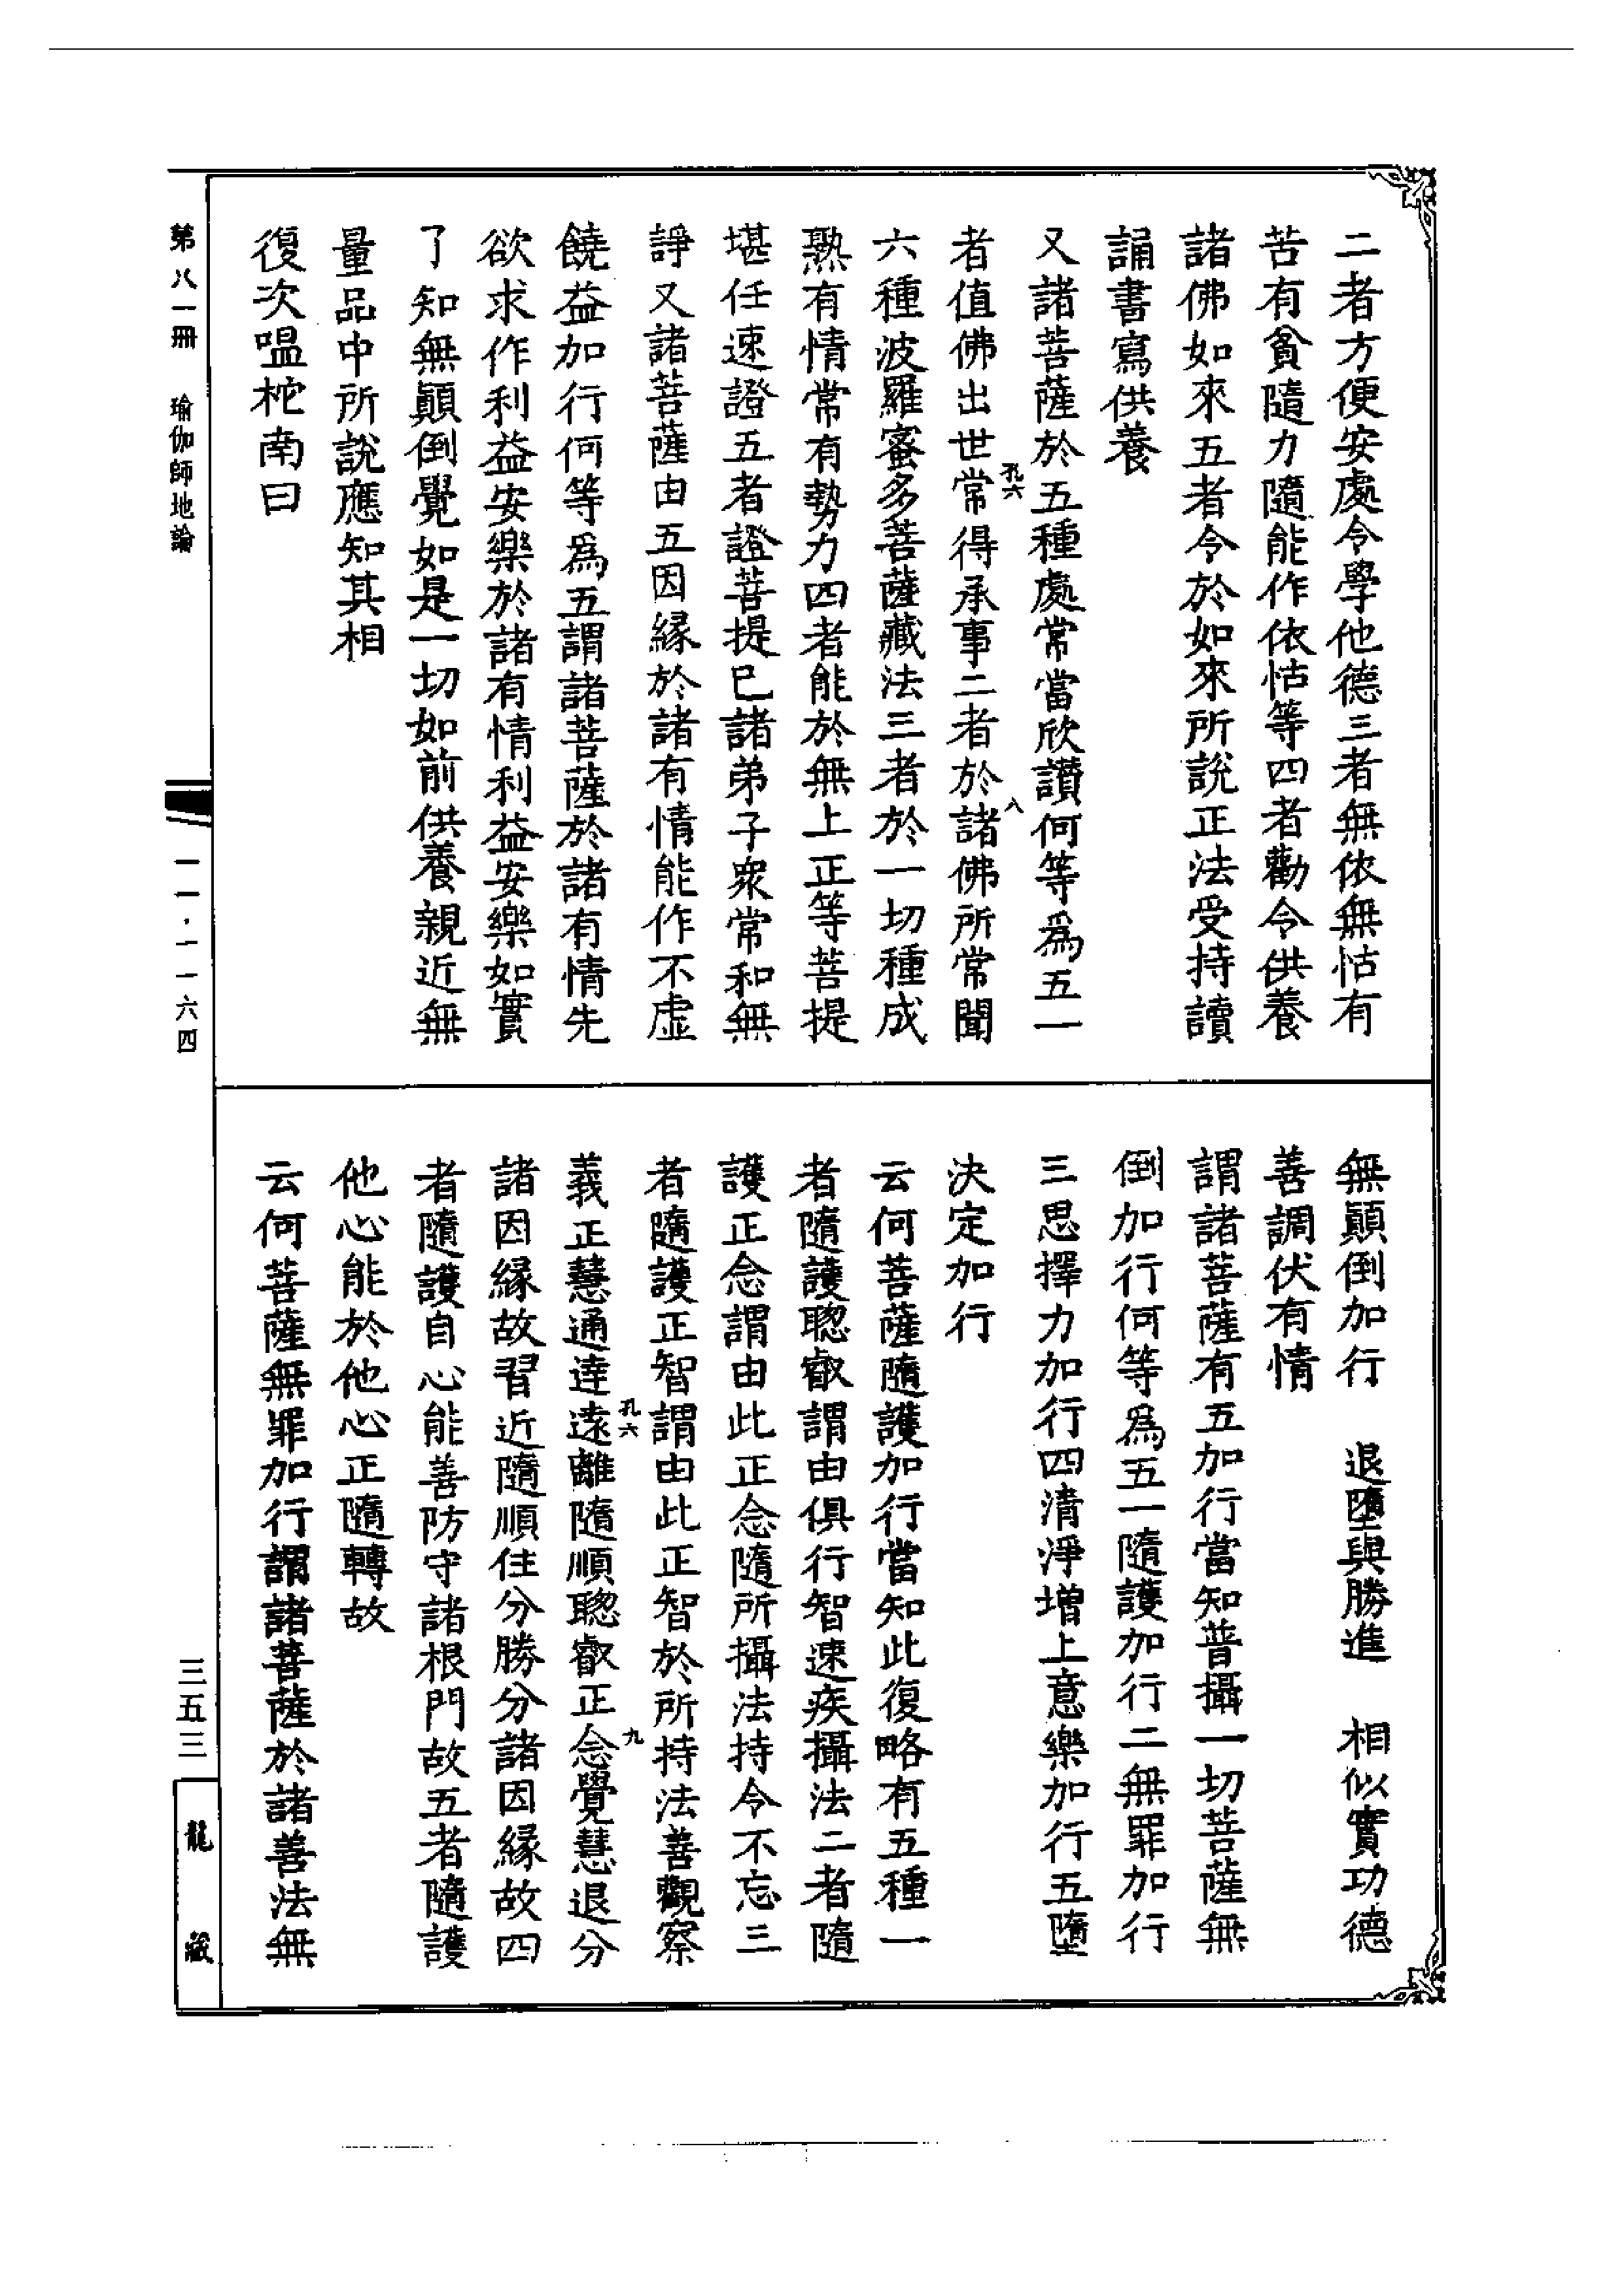 二者方便安處令學他德三者無依無怙有
苦有貧隨力隨能作依怙等四者勸令供養
諸佛如來五者令於如來所說正法受持讀
誦書寫供養
又諸菩薩於五種處常當欣讚何等爲五一
孔六
八
者值佛出世常得承事二者於諸佛所常聞
六種波羅蜜多菩薩藏法三者於一切種成
熟有情常有勢力四者能於無上正等菩提
堪任速證五者證菩提已諸弟子衆常和無
諍又諸菩薩由五因緣於諸有情能作不虛
饒益加行何等爲五謂諸菩薩於諸有情先
欲求作利益安樂於諸有情利益安樂如實
了知無顚倒覺如是一切如前供養親近無
量品中所說應知其相
復次嗢柁南曰
無顚倒加行 退墮與勝進 相似實功德
善調伏有情
謂諸菩薩有五加行當知普攝一切菩薩無
倒加行何等爲五一隨護加行二無罪加行
三思擇力加行四清淨增上意樂加行五墮
決定加行
云何菩薩隨護加行當知此復略有五種一
者隨護聰叡謂由俱行智速疾攝法二者隨
護正念謂由此正念隨所攝法持令不忘三
者隨護正智謂由此正智於所持法善觀察
孔六
九
義正慧通達遠離隨順聰叡正念覺慧退分
諸因緣故習近隨順住分勝分諸因緣故四
者隨護自心能善防守諸根門故五者隨護
他心能於他心正隨轉故
云何菩薩無罪加行謂諸菩薩於諸善法無
第八一冊 瑜伽師地論
一一·一一六四
三五三
龍藏